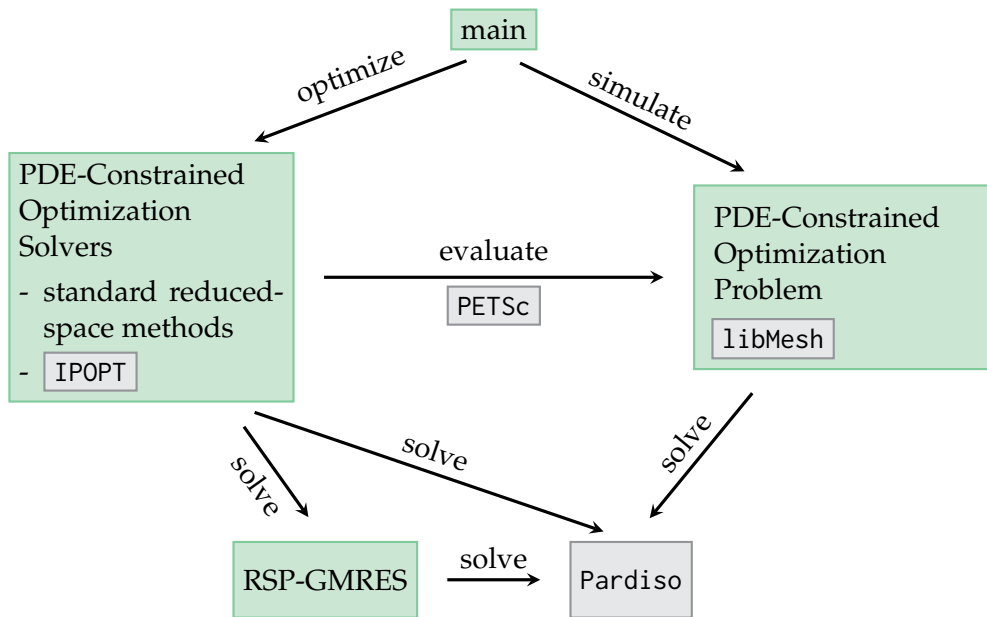 main
optimize
simulate
PDE-Constrained
Optimization
Solvers
- standard reduced-
space methods
- IPOPT
evaluate
PETSc
PDE-Constrained
Optimization
Problem
libMesh
solve
solve
solve
RSP-GMRES
solve
Pardiso